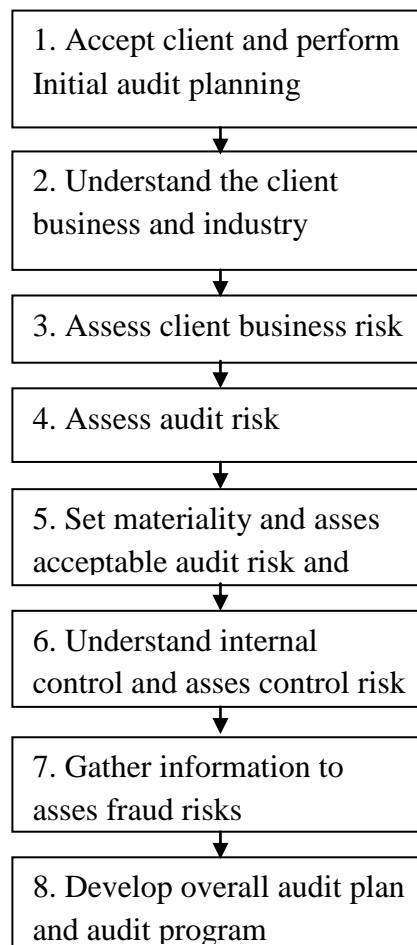 1. Accept client and perform
Initial audit planning
2. Understand the client
business and industry
3. Assess client business risk
4. Assess audit risk
5. Set materiality and asses
acceptable audit risk and
6. Understand internal
control and asses control risk
7. Gather information to
asses fraud risks
8. Develop overall audit plan
and audit program